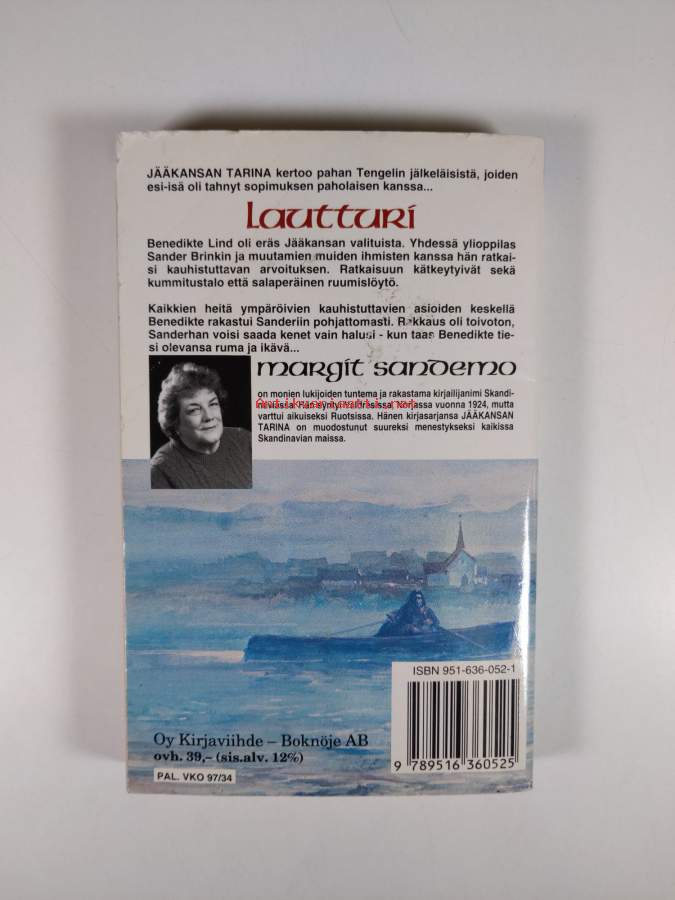 JÄÄKANSAN TARINA kertoo pahan Tengelin jälkeläisistä, joiden
esi-isä oli tahnyt sopimuksen paholaisen kanssa...
Lautturi
Benedikte Lind oli eräs Jääkansan valituista. Yhdessä ylioppilas
Sander Brinkin ja muutamien muiden ihmisten kanssa hän ratkai-
si kauhistuttavan arvoituksen. Ratkaisuun kätkeytyivät sekä
kummitustalo että salaperäinen ruumislöytö.
Kaikkien heitä ympäröivien kauhistuttavien asioiden keskellä
Benedikte rakastui Sanderiin pohjattomasti. Rakkaus oli toivoton,
Sanderhan voisi saada kenet vain halusi - kun taas Benedikte tie-
si olevansa ruma ja ikävä...
margit sandemo
on monien lukijoiden tuntema ja rakastama kirjailijanimi Skandi-
naviassa. Hän syntyi Valdresissa, Norjassa vuonna 1924, mutta
varttui aikuiseksi Ruotsissa. Hänen kirjasarjansa JÄÄKANSAN
TARINA on muodostunut suureksi menestykseksi kaikissa
Skandinavian maissa.
ISBN 951-636-052-1
Oy Kirjaviihde – Boknöje AB
ovh. 39,– (sis.alv. 12%)
PAL. VKO 97/34
9 789516 360525